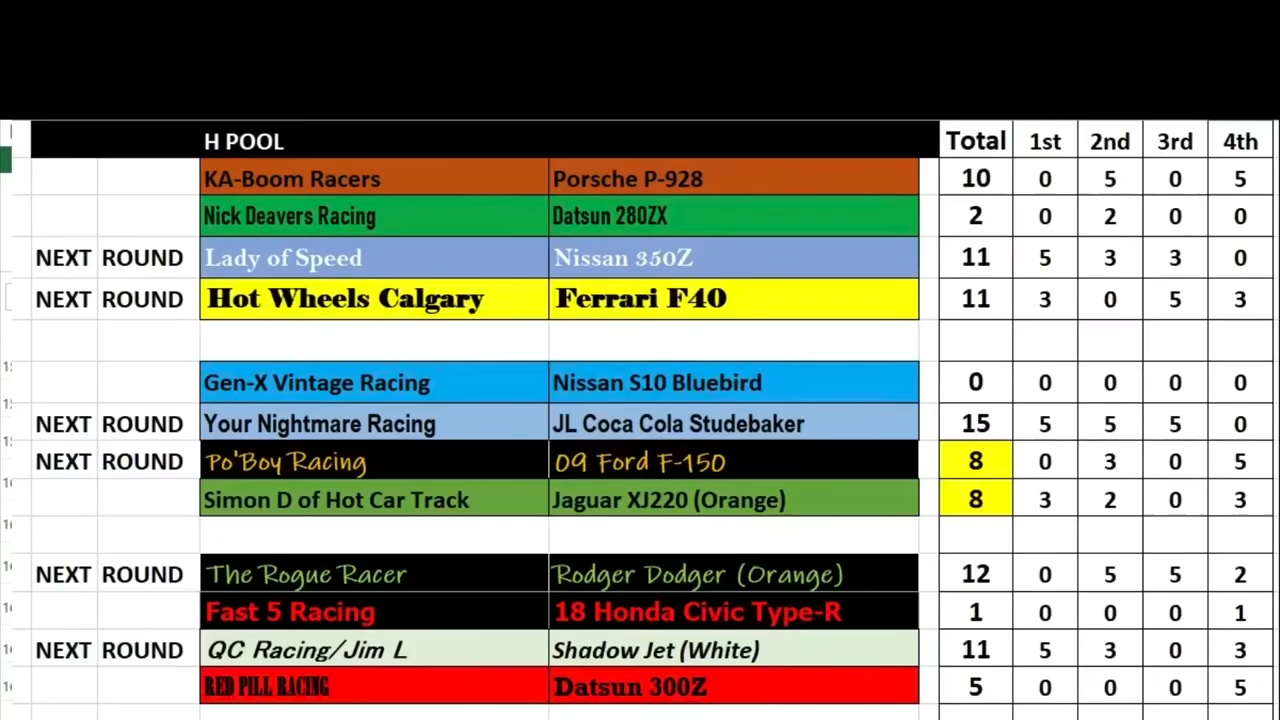 H POOL Total 1st 2nd 3rd 4th
KA-Boom Racers Porsche P-928 10 0 5 0 5
Nick Deavers Racing Datsun 280ZX 2 0 2 0 0
NEXT ROUND Lady of Speed Nissan 350Z 11 5 3 3 0
NEXT ROUND Hot Wheels Calgary Ferrari F40 11 3 0 5 3
Gen-X Vintage Racing Nissan S10 Bluebird 0 0 0 0 0
NEXT ROUND Your Nightmare Racing JL Coca Cola Studebaker 15 5 5 5 0
NEXT ROUND Po'Boy Racing 09 Ford F-150 8 0 3 0 5
Simon D of Hot Car Track Jaguar XJ220 (Orange) 8 3 2 0 3
NEXT ROUND The Rogue Racer Rodger Dodger (Orange) 12 0 5 5 2
Fast 5 Racing 18 Honda Civic Type-R 1 0 0 0 1
NEXT ROUND QC Racing/Jim L Shadow Jet (White) 11 5 3 0 3
RED PILL RACING Datsun 300Z 5 0 0 0 5